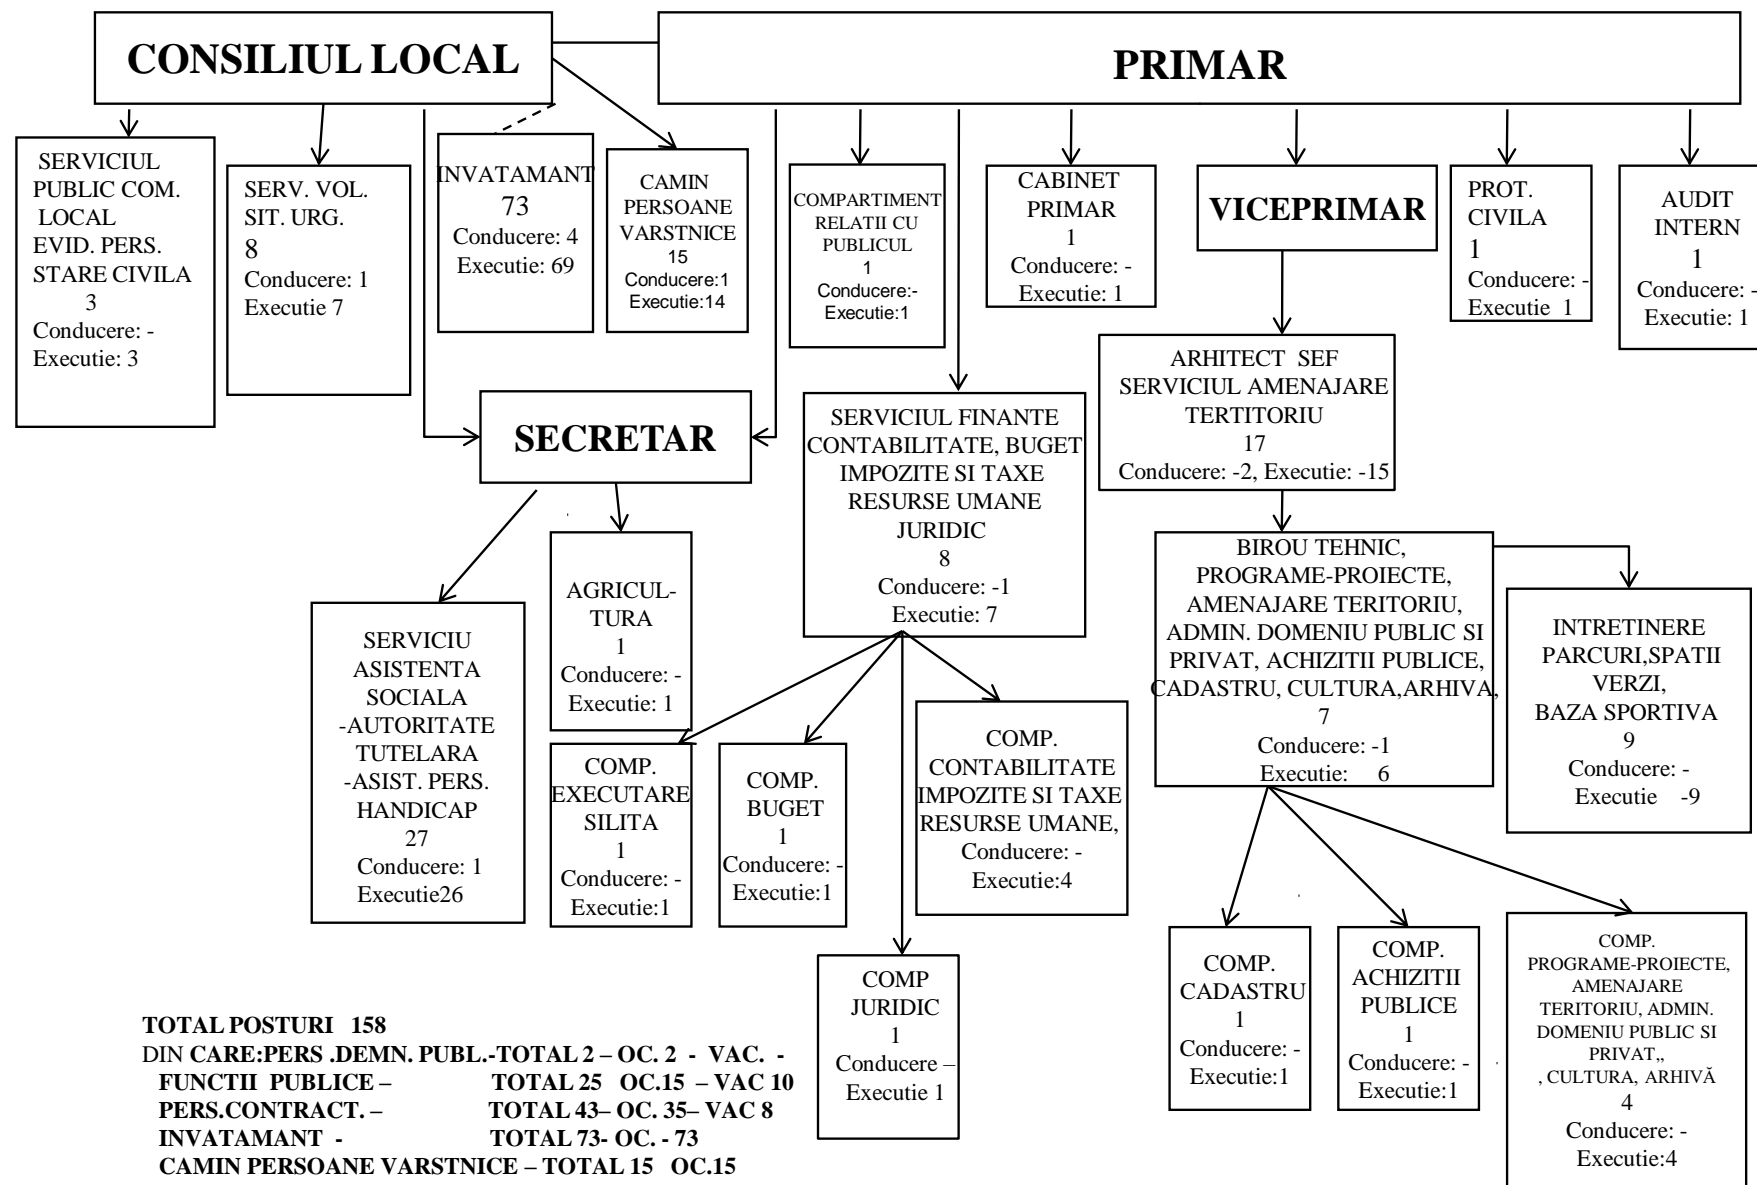 CONSILIUL LOCAL
PRIMAR
SERVICIUL
PUBLIC COM.
LOCAL
EVID. PERS.
STARE CIVILA
3
Conducere: -
Executie: 3
SERV. VOL.
SIT. URG.
8
Conducere: 1
Executie 7
INVATAMANT
73
Conducere: 4
Executie: 69
CAMIN
PERSOANE
VARSTNICE
15
Conducere:1
Executie:14
COMPARTIMENT
RELATII CU
PUBLICUL
1
Conducere:-
Executie:1
CABINET
PRIMAR
1
Conducere: -
Executie: 1
VICEPRIMAR
PROT.
CIVILA
1
Conducere: -
Executie 1
AUDIT
INTERN
1
Conducere: -
Executie: 1
SECRETAR
SERVICIUL FINANTE
CONTABILITATE, BUGET
IMPOZITE SI TAXE
RESURSE UMANE
JURIDIC
8
Conducere: -1
Executie: 7
ARHITECT SEF
SERVICIUL AMENAJARE
TERTITORIU
17
Conducere: -2, Executie: -15
SERVICIU
ASISTENTA
SOCIALA
-AUTORITATE
TUTELARA
-ASIST. PERS.
HANDICAP
27
Conducere: 1
Executie26
AGRICUL-
TURA
1
Conducere: -
Executie: 1
BIROU TEHNIC,
PROGRAME-PROIECTE,
AMENAJARE TERITORIU,
ADMIN. DOMENIU PUBLIC SI
PRIVAT, ACHIZITII PUBLICE,
CADASTRU, CULTURA,ARHIVA,
7
Conducere: -1
Executie: 6
INTRETINERE
PARCURI,SPATII
VERZI,
BAZA SPORTIVA
9
Conducere: -
Executie -9
COMP.
EXECUTARE
SILITA
1
Conducere: -
Executie:1
COMP.
BUGET
1
Conducere: -
Executie:1
COMP.
CONTABILITATE
IMPOZITE SI TAXE
RESURSE UMANE,
Conducere: -
Executie:4
COMP
JURIDIC
1
Conducere –
Executie 1
COMP.
CADASTRU
1
Conducere: -
Executie:1
COMP.
ACHIZITII
PUBLICE
1
Conducere: -
Executie:1
COMP.
PROGRAME-PROIECTE,
AMENAJARE
TERITORIU, ADMIN.
DOMENIU PUBLIC SI
PRIVAT,,
, CULTURA, ARHIVĂ
4
Conducere: -
Executie:4
TOTAL POSTURI 158
DIN CARE:PERS .DEMN. PUBL.-TOTAL 2 – OC. 2 - VAC. -
FUNCTII PUBLICE – TOTAL 25 OC.15 – VAC 10
PERS.CONTRACT. – TOTAL 43– OC. 35– VAC 8
INVATAMANT - TOTAL 73- OC. - 73
CAMIN PERSOANE VARSTNICE – TOTAL 15 OC.15